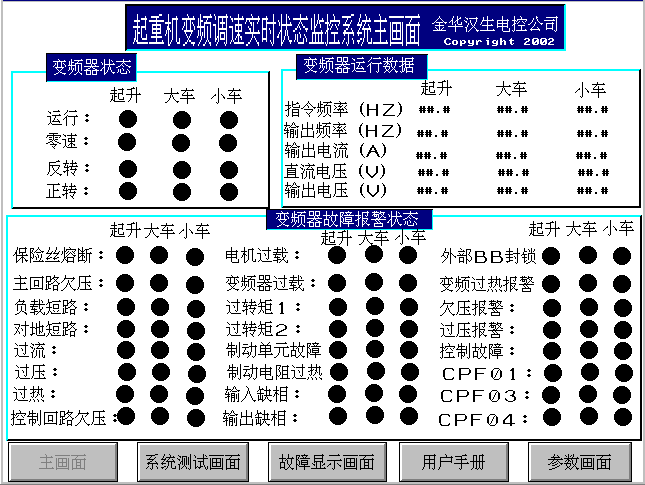 起重机变频调速实时状态监控系统主画面 金华汉生电控公司
Copyright 2002
变频器状态
起升 大车 小车
运行:
零速:
反转:
正转:
变频器运行数据
起升 大车 小车
指令频率 (HZ) ##.# ##.# ##.#
输出频率 (HZ) ##.# ##.# ##.#
输出电流 (A) ##.# ##.# ##.#
直流电压 (V) ##.# ##.# ##.#
输出电压 (V) ##.# ##.# ##.#
变频器故障报警状态
起升 大车 小车 起升 大车 小车 起升 大车 小车
保险丝熔断: 电机过载: 外部BB封锁
主回路欠压: 变频器过载: 变频过热报警
负载短路: 过转矩1: 欠压报警:
对地短路: 过转矩2: 过压报警:
过流: 制动单元故障 控制故障:
过压: 制动电阻过热 CPF01:
过热: 输入缺相: CPF03:
控制回路欠压: 输出缺相: CPF04:
主画面 系统测试画面 故障显示画面 用户手册 参数画面